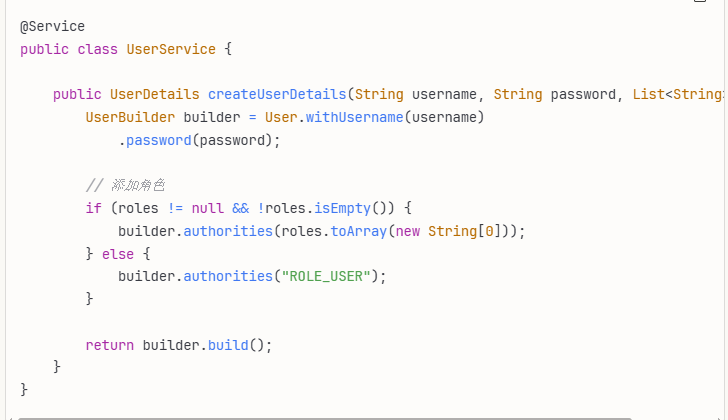 @Service
public class UserService {
public UserDetails createUserDetails(String username, String password, List<String>
UserBuilder builder = User.withUsername(username)
.password(password);
// 添加角色
if (roles != null && !roles.isEmpty()) {
builder.authorities(roles.toArray(new String[0]));
} else {
builder.authorities("ROLE_USER");
}
return builder.build();
}
}